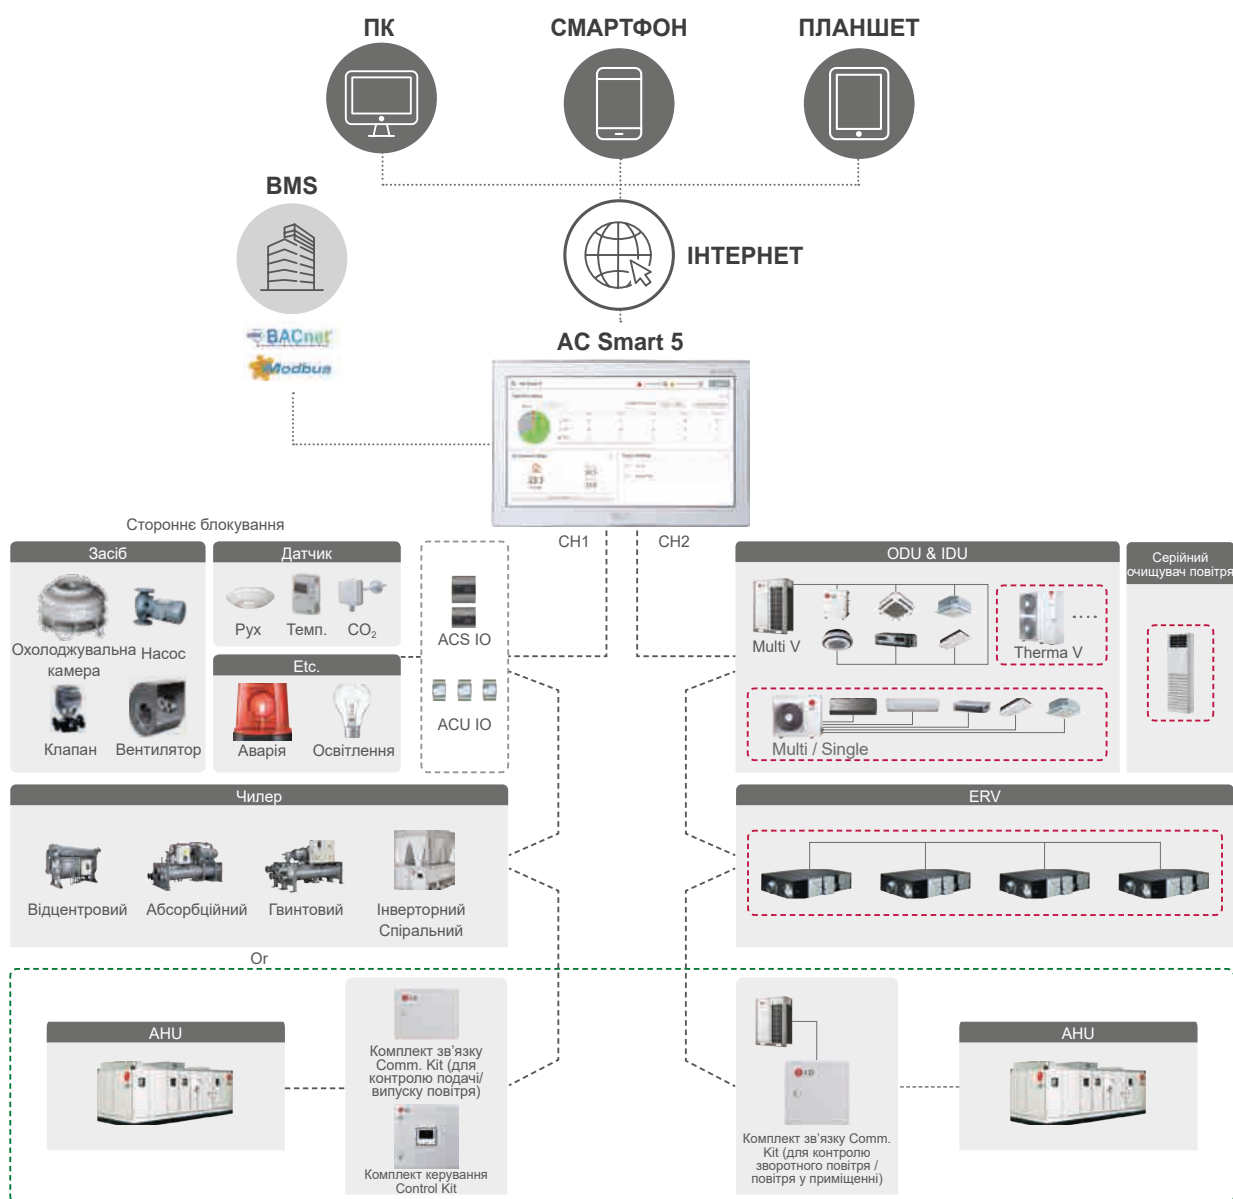 ПК
СМАРТФОН
ПЛАНШЕТ
BMS
ІНТЕРНЕТ
BACnet
Modbus
AC Smart 5
Стороннє блокування
CH1
CH2
Засіб
Охолоджувальна
камера
Насос
Клапан
Вентилятор
Датчик
Рух
Темп.
CO₂
Etc.
Аварія
Освітлення
ACS IO
ACU IO
ODU & IDU
Multi V
Therma V
Multi / Single
Серійний
очищувач повітря
Чилер
Відцентровий
Абсорбційний
Гвинтовий
Інверторний
Спіральний
ERV
Or
AHU
LG
Комплект зв'язку
Comm. Kit (для
контролю подачі/
випуску повітря)
Комплект керування
Control Kit
LG
Комплект зв'язку Comm.
Kit (для контролю
зворотного повітря /
повітря у приміщенні)
AHU